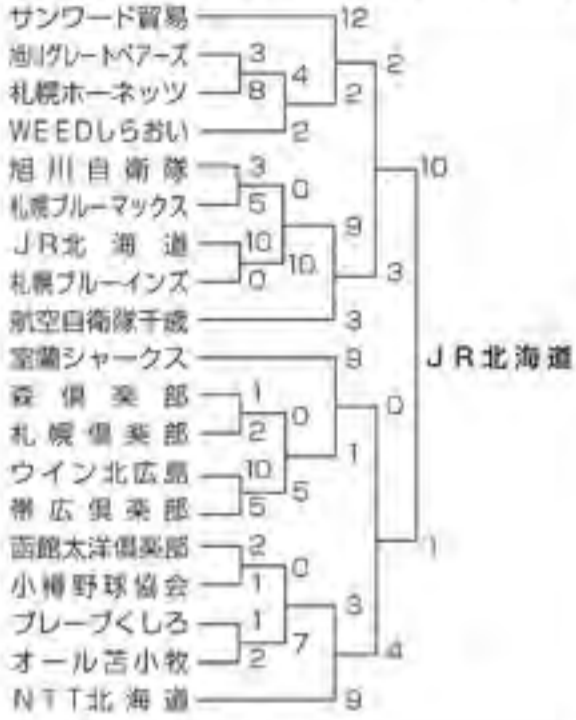 サンワード貿易 12
旭川グレートベアーズ 3 2
札幌ホーネッツ 8 4 2
WEEDしらおい 2
旭川自衛隊 3 10
札幌ブルーマックス 5 0
JR北海道 10 9
札幌ブルーインズ 0 10 3
航空自衛隊千歳 3
室蘭シャークス 9 JR北海道
森倶楽部 1 0
札幌倶楽部 2 0 1
ウイン北広島 10 5
帯広倶楽部 5
函館太洋倶楽部 2 0 1
小樽野球協会 1
ブレーブくしろ 1 3
オール苫小牧 2 7 4
NTT北海道 9